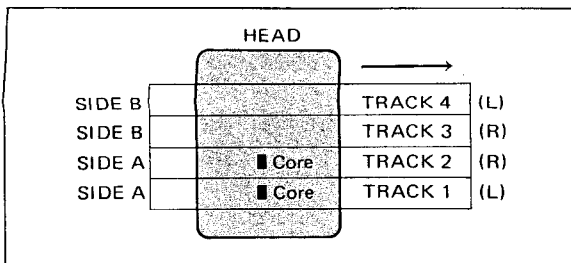 HEAD
SIDE B TRACK 4 (L)
SIDE B TRACK 3 (R)
SIDE A Core TRACK 2 (R)
SIDE A Core TRACK 1 (L)